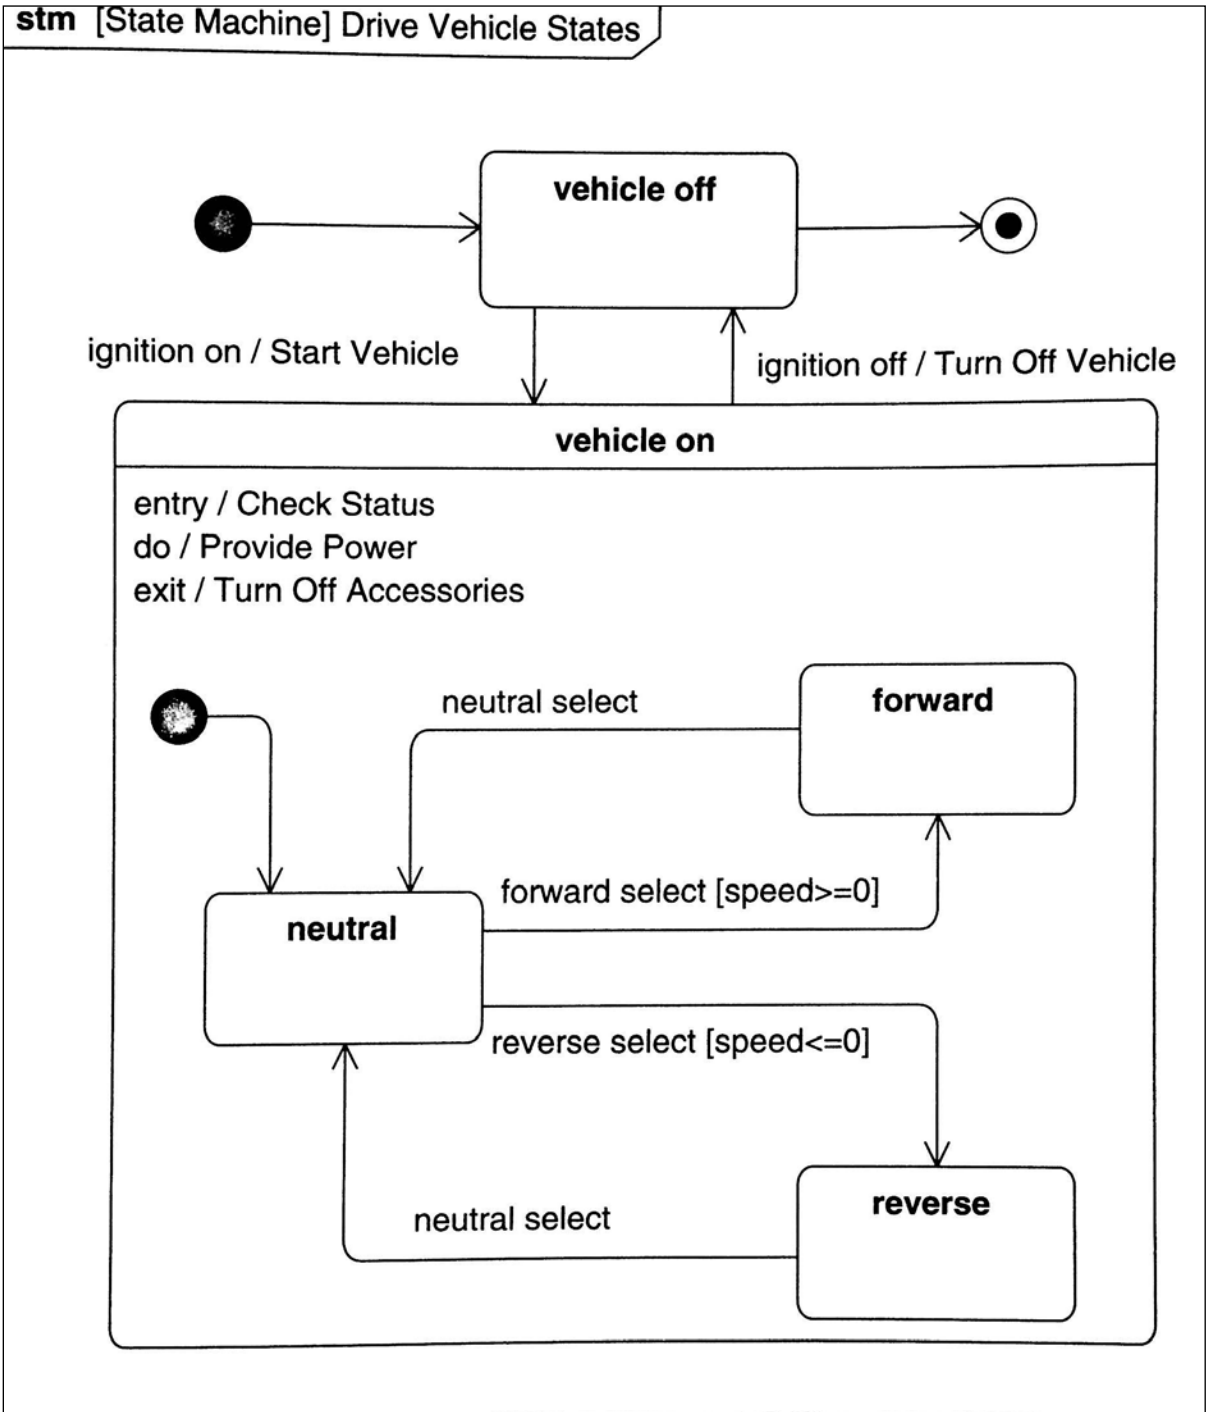 stm [State Machine] Drive Vehicle States
vehicle off
ignition on / Start Vehicle
ignition off / Turn Off Vehicle
vehicle on
entry / Check Status
do / Provide Power
exit / Turn Off Accessories
neutral select
forward
forward select [speed>=0]
neutral
reverse select [speed<=0]
reverse
neutral select